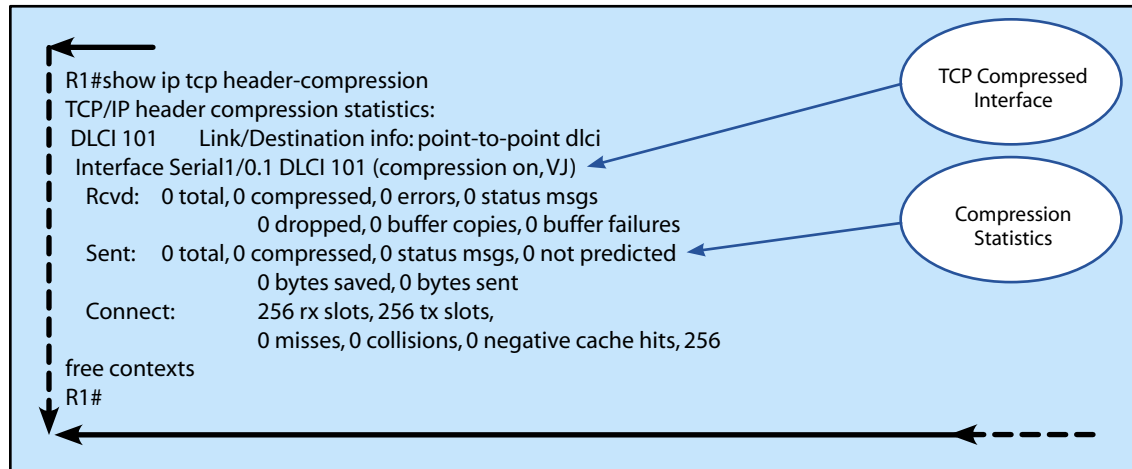 R1#show ip tcp header-compression
TCP/IP header compression statistics:
DLCI 101 Link/Destination info: point-to-point dlci
Interface Serial1/0.1 DLCI 101 (compression on, VJ)
Rcvd: 0 total, 0 compressed, 0 errors, 0 status msgs
0 dropped, 0 buffer copies, 0 buffer failures
Sent: 0 total, 0 compressed, 0 status msgs, 0 not predicted
0 bytes saved, 0 bytes sent
Connect: 256 rx slots, 256 tx slots,
0 misses, 0 collisions, 0 negative cache hits, 256
free contexts
R1#
TCP Compressed
Interface
Compression
Statistics